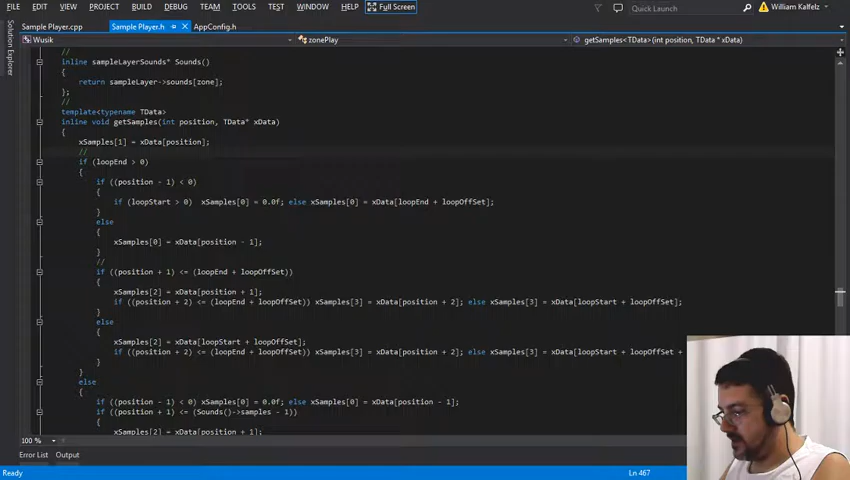 FILE EDIT VIEW PROJECT BUILD DEBUG TEAM TOOLS TEST WINDOW HELP Full Screen Quick Launch William Kalfelz
Sample Player.cpp Sample Player.h AppConfig.h
Wusik zonePlay getSamples<TData>(int position, TData * xData)
Solution Explorer
//
inline sampleLayerSounds* Sounds()
{
return sampleLayer->sounds[zone];
};
//
template<typename TData>
inline void getSamples(int position, TData* xData)
{
xSamples[1] = xData[position];
//
if (loopEnd > 0)
{
if ((position - 1) < 0)
{
if (loopStart > 0) xSamples[0] = 0.0f; else xSamples[0] = xData[loopEnd + loopOffSet];
}
else
{
xSamples[0] = xData[position - 1];
}
//
if ((position + 1) <= (loopEnd + loopOffSet))
{
xSamples[2] = xData[position + 1];
if ((position + 2) <= (loopEnd + loopOffSet)) xSamples[3] = xData[position + 2]; else xSamples[3] = xData[loopStart + loopOffSet];
}
else
{
xSamples[2] = xData[loopStart + loopOffSet];
if ((position + 2) <= (loopEnd + loopOffSet)) xSamples[3] = xData[position + 2]; else xSamples[3] = xData[loopStart + loopOffSet +
}
}
else
{
if ((position - 1) < 0) xSamples[0] = 0.0f; else xSamples[0] = xData[position - 1];
if ((position + 1) <= (Sounds()->samples - 1))
{
xSamples[2] = xData[position + 1];
100 %
Error List Output
Ready Ln 467